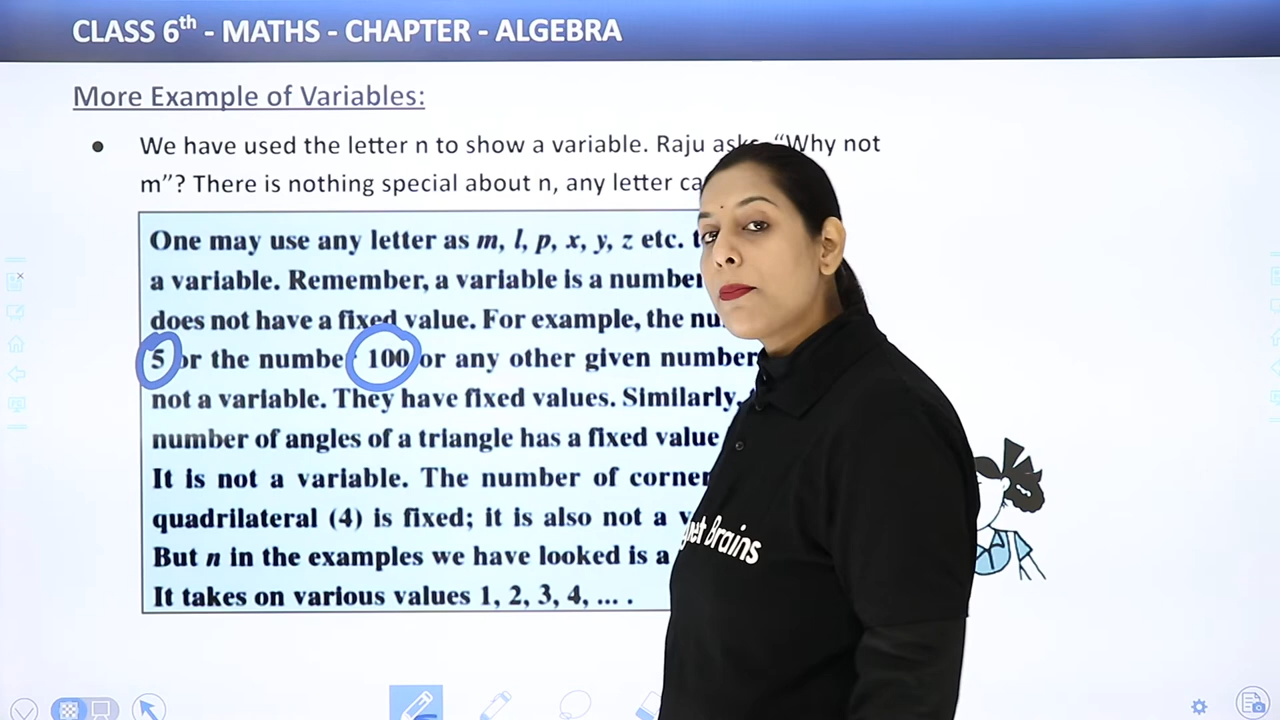 CLASS 6th - MATHS - CHAPTER - ALGEBRA
More Example of Variables:
● We have used the letter n to show a variable. Raju asks, “Why not
m”? There is nothing special about n, any letter
One may use any letter as m, l, p, x, y, z etc.
a variable. Remember, a variable is a number
does not have a fixed value. For example, the
5 or the number 100 or any other given number
not a variable. They have fixed values. Similarly,
number of angles of a triangle has a fixed value
It is not a variable. The number of
quadrilateral (4) is fixed; it is also not a
But n in the examples we have looked is a
It takes on various values 1, 2, 3, 4, ... .
Brains